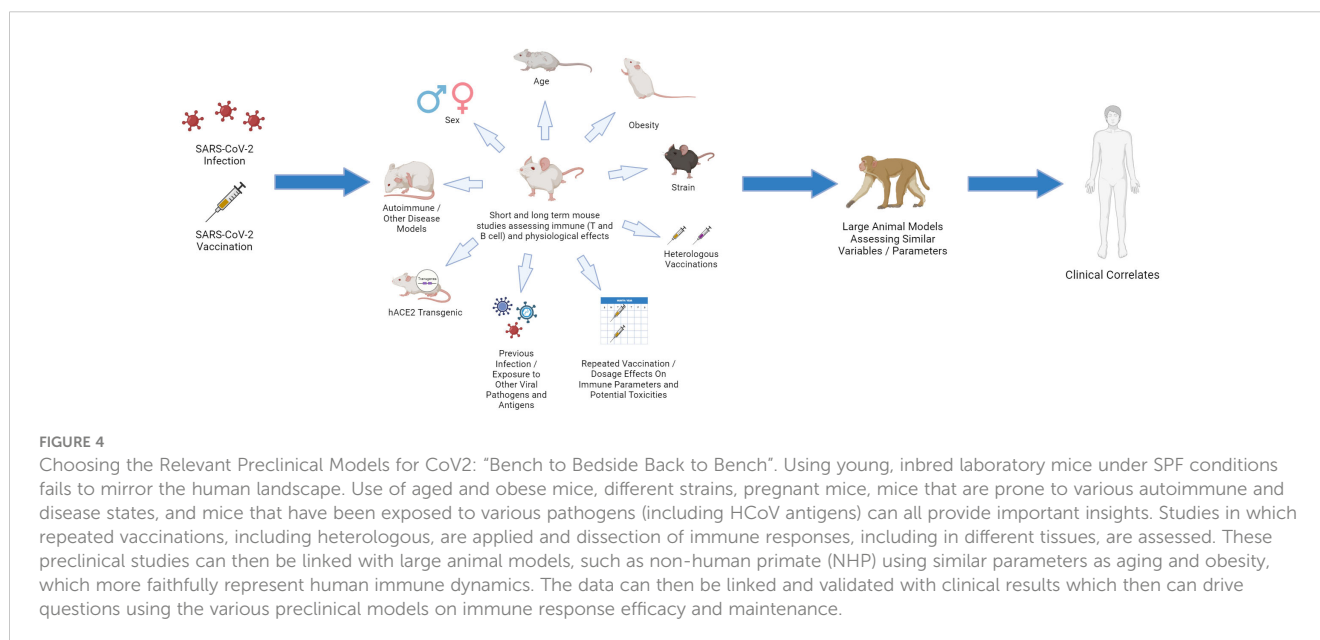 Age
Obesity
Sex
SARS-CoV-2
Infection
SARS-CoV-2
Vaccination
Autoimmune /
Other Disease
Models
Short and long term mouse
studies assessing immune (T and
B cell) and physiological effects
Strain
Heterologous
Vaccinations
Transgenic
hACE2 Transgenic
Previous
Infection /
Exposure to
Other Viral
Pathogens and
Antigens
Repeated Vaccination /
Dosage Effects On
Immune Parameters and
Potential Toxicities
Large Animal Models
Assessing Similar
Variables / Parameters
Clinical Correlates
FIGURE 4
Choosing the Relevant Preclinical Models for CoV2: “Bench to Bedside Back to Bench”. Using young, inbred laboratory mice under SPF conditions
fails to mirror the human landscape. Use of aged and obese mice, different strains, pregnant mice, mice that are prone to various autoimmune and
disease states, and mice that have been exposed to various pathogens (including HCoV antigens) can all provide important insights. Studies in which
repeated vaccinations, including heterologous, are applied and dissection of immune responses, including in different tissues, are assessed. These
preclinical studies can then be linked with large animal models, such as non-human primate (NHP) using similar parameters as aging and obesity,
which more faithfully represent human immune dynamics. The data can then be linked and validated with clinical results which then can drive
questions using the various preclinical models on immune response efficacy and maintenance.